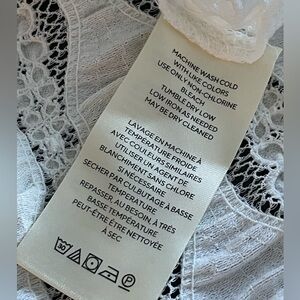 MACHINE WASH COLD
WITH LIKE COLORS
USE ONLY NON-CHLORINE
BLEACH
TUMBLE DRY LOW
LOW IRON AS NEEDED
MAY BE DRY CLEANED
LAVAGE EN MACHINE À
TEMPÉRATURE FROIDE
AVEC COULEURS SIMILAIRES
UTILISER UN AGENT DE
BLANCHIMENT SANS CHLORE
SI NÉCESSAIRE
SÉCHER PAR CULBUTAGE À BASSE
TEMPÉRATURE
REPASSER, AU BESOIN, À TRÈS
BASSE TEMPÉRATURE
PEUT-ÊTRE ÊTRE NETTOYÉE
À SEC
30
P